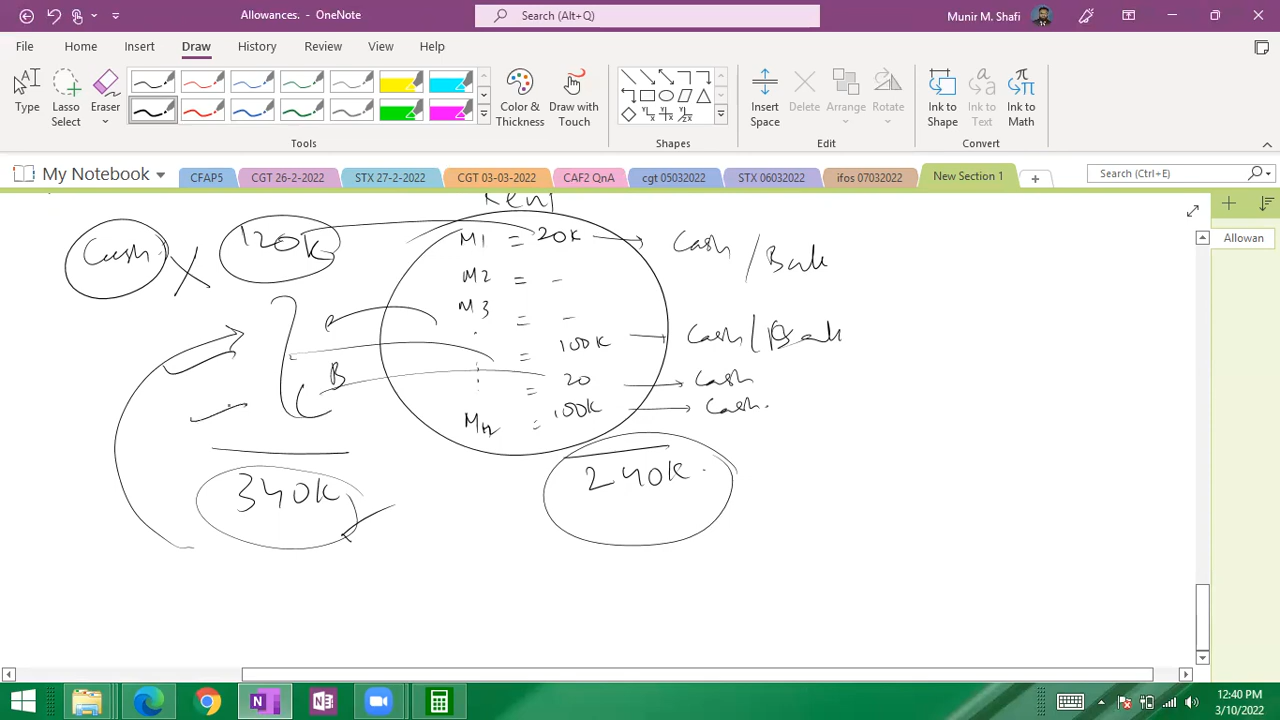 Allowances. - OneNote
Search (Alt+Q)
Munir M. Shafi
File Home Insert Draw History Review View Help
Type
Lasso Select
Eraser
Color & Thickness
Draw with Touch
Insert Space
Delete
Arrange
Rotate
Ink to Shape
Ink to Text
Ink to Math
Tools
Shapes
Edit
Convert
My Notebook
CFAP5
CGT 26-2-2022
STX 27-2-2022
CGT 03-03-2022
CAF2 QnA
cgt 05032022
STX 06032022
ifos 07032022
New Section 1
Search (Ctrl+E)
Allowan
Rent
Cash 120K M1 = 20K Cash / Bank
M2 = -
M3 = -
= 100K Cash / Bank
B = 20 Cash
M12 = 100K Cash.
340K 240K
12:40 PM
3/10/2022